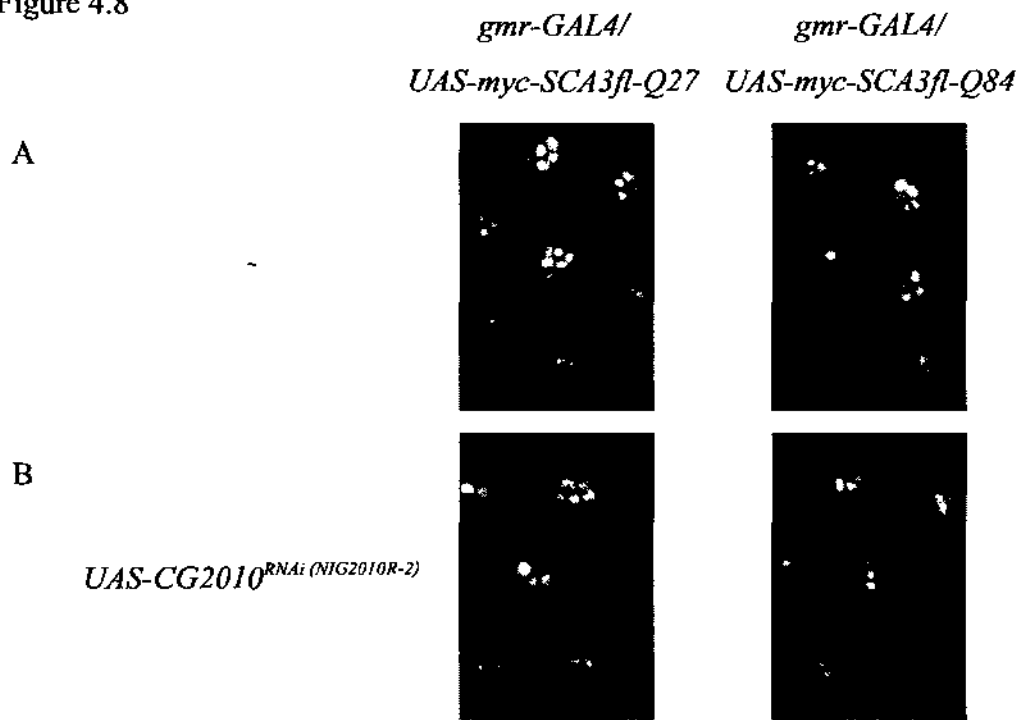 Figure 4.8
gmr-GAL4/ gmr-GAL4/
UAS-myc-SCA3fl-Q27 UAS-myc-SCA3fl-Q84
A
B
UAS-CG2010RNAi (NIG2010R-2)